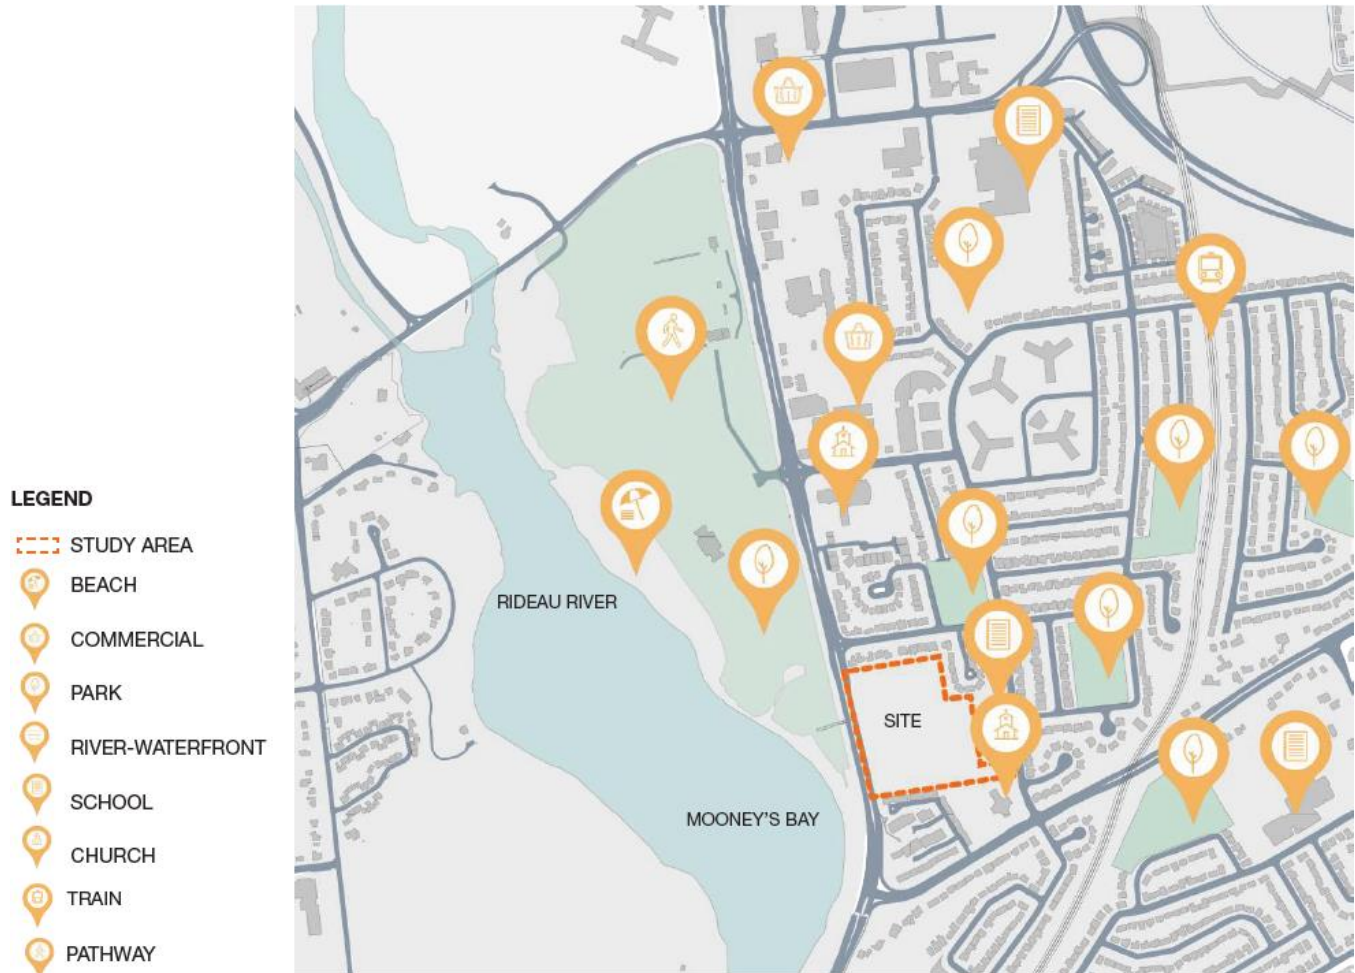 LEGEND
STUDY AREA
BEACH
COMMERCIAL
PARK
RIVER-WATERFRONT
SCHOOL
CHURCH
TRAIN
PATHWAY
RIDEAU RIVER
SITE
MOONEY'S BAY